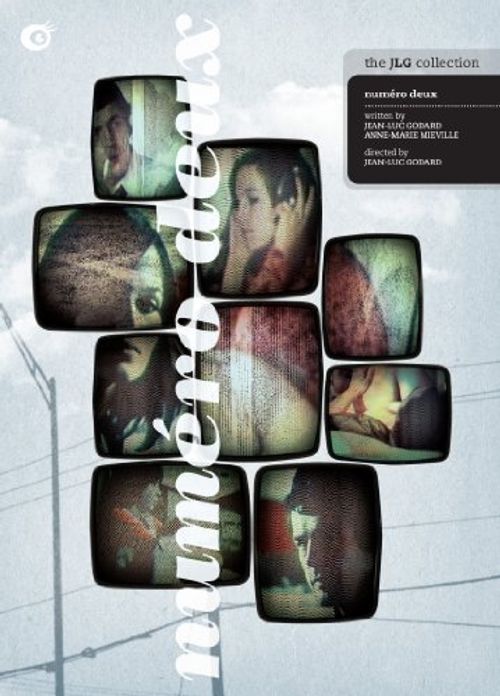 the JLG collection
numéro deux
written by
JEAN-LUC GODARD
ANNE-MARIE MIEVILLE
directed by
JEAN-LUC GODARD
numéro deux